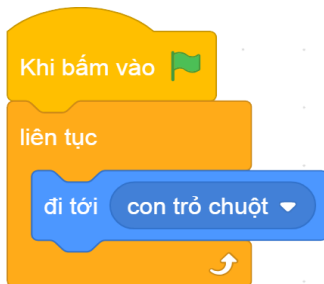 Khi bấm vào
liên tục
đi tới con trỏ chuột